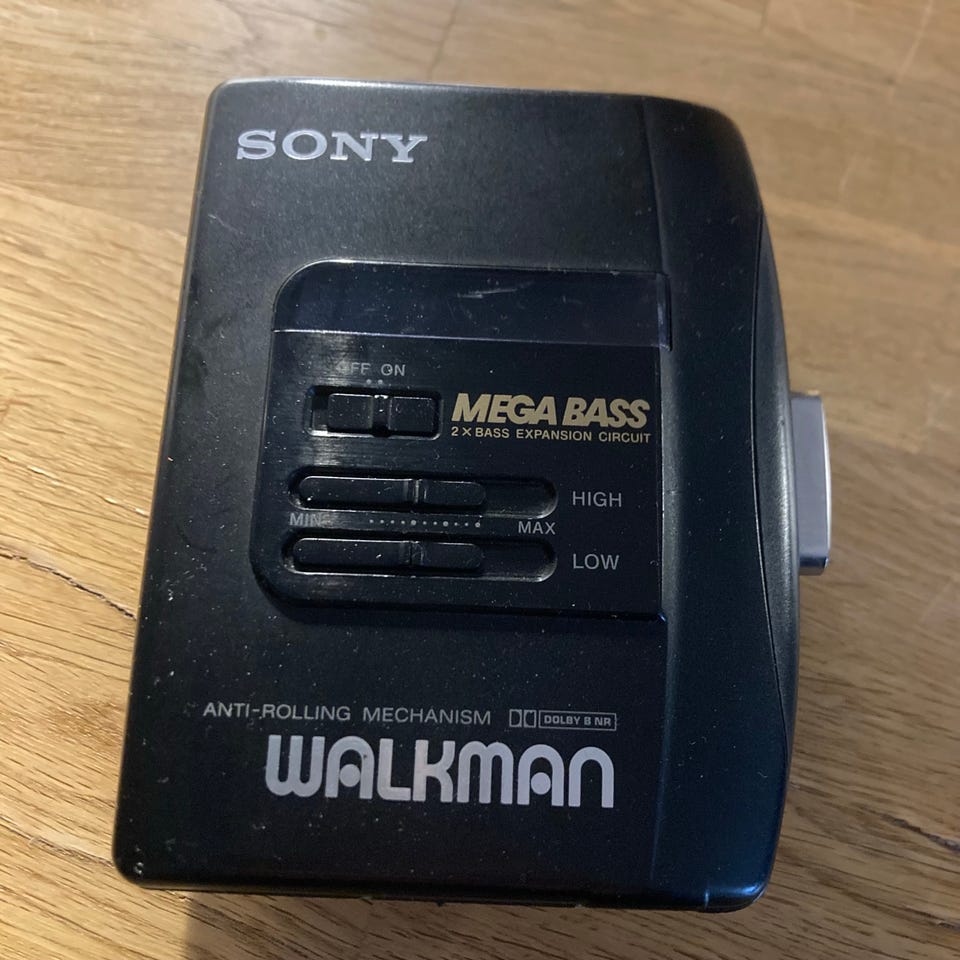 SONY
OFF ON
MEGA BASS
2 × BASS EXPANSION CIRCUIT
HIGH
MIN MAX
LOW
ANTI-ROLLING MECHANISM DOLBY B NR
WALKMAN